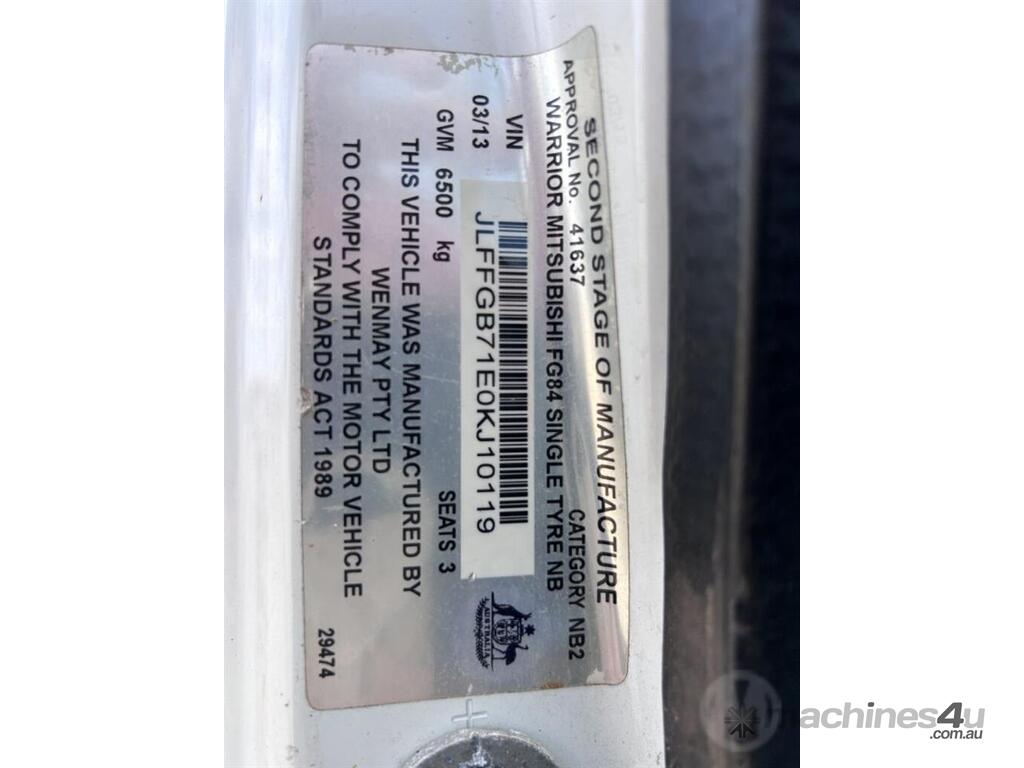 SECOND STAGE OF MANUFACTURE
APPROVAL No. 41637 CATEGORY NB2
WARRIOR MITSUBISHI FG84 SINGLE TYRE NB
VIN
JLFFGB71E0KJ10119
03/13
AUSTRALIA
GVM 6500 kg SEATS 3
THIS VEHICLE WAS MANUFACTURED BY
WENMAY PTY LTD
TO COMPLY WITH THE MOTOR VEHICLE
STANDARDS ACT 1989
29474
machines4u
.com.au